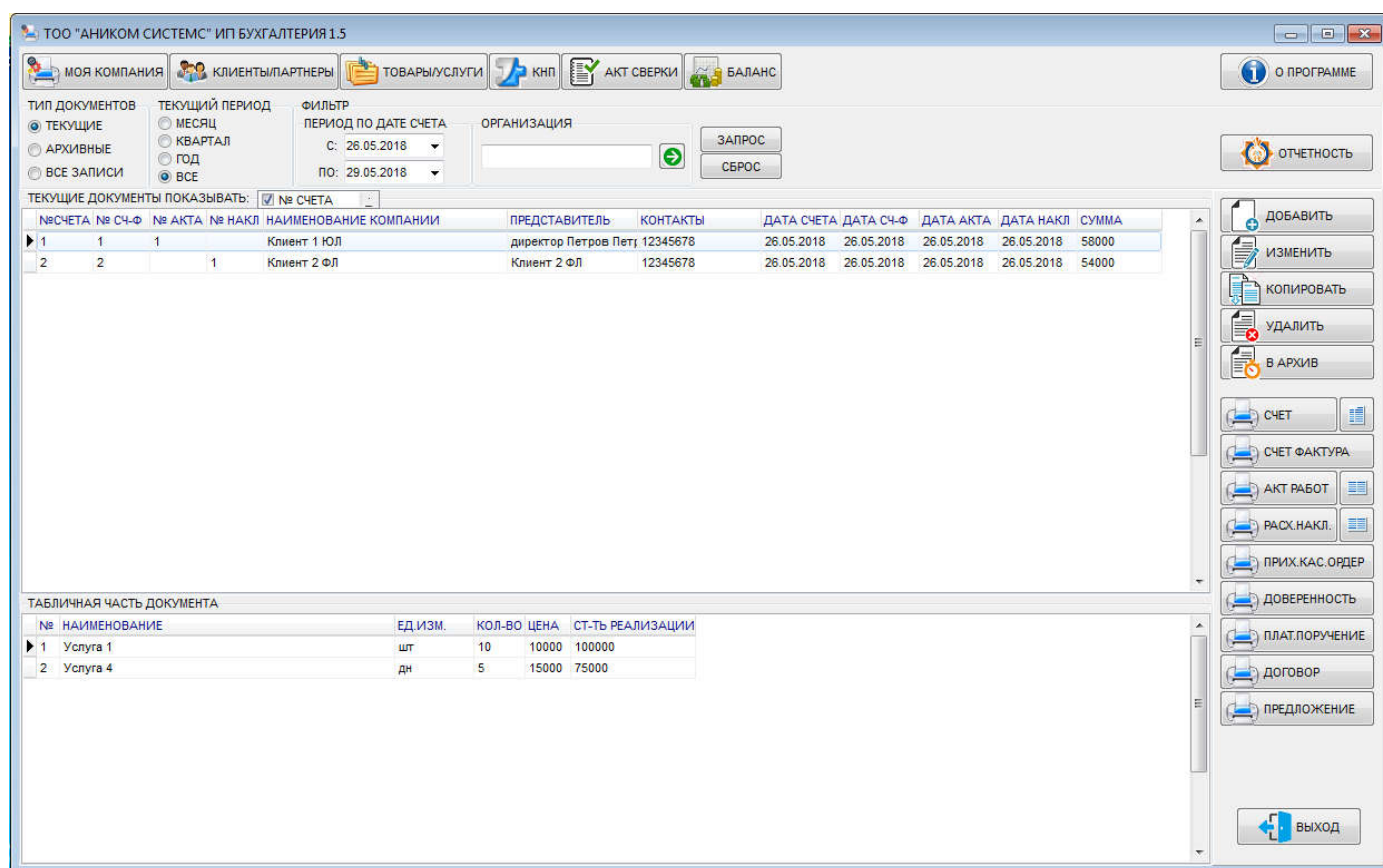 ТОО "АНИКОМ СИСТЕМС" ИП БУХГАЛТЕРИЯ 1.5
МОЯ КОМПАНИЯ КЛИЕНТЫ/ПАРТНЕРЫ ТОВАРЫ/УСЛУГИ КНП АКТ СВЕРКИ БАЛАНС О ПРОГРАММЕ
ТИП ДОКУМЕНТОВ ТЕКУЩИЙ ПЕРИОД ФИЛЬТР
ТЕКУЩИЕ МЕСЯЦ ПЕРИОД ПО ДАТЕ СЧЕТА ОРГАНИЗАЦИЯ
АРХИВНЫЕ КВАРТАЛ С: 26.05.2018 ЗАПРОС
ГОД ОТЧЕТНОСТЬ
ВСЕ ЗАПИСИ ВСЕ ПО: 29.05.2018 СБРОС
ТЕКУЩИЕ ДОКУМЕНТЫ ПОКАЗЫВАТЬ: № СЧЕТА
№СЧЕТА № СЧ-Ф № АКТА № НАКЛ НАИМЕНОВАНИЕ КОМПАНИИ ПРЕДСТАВИТЕЛЬ КОНТАКТЫ ДАТА СЧЕТА ДАТА СЧ-Ф ДАТА АКТА ДАТА НАКЛ СУММА
1 1 1 Клиент 1 ЮЛ директор Петров Пет 12345678 26.05.2018 26.05.2018 26.05.2018 26.05.2018 58000
2 2 1 Клиент 2 ФЛ Клиент 2 ФЛ 12345678 26.05.2018 26.05.2018 26.05.2018 26.05.2018 54000
ДОБАВИТЬ
ИЗМЕНИТЬ
КОПИРОВАТЬ
УДАЛИТЬ
В АРХИВ
СЧЕТ
СЧЕТ ФАКТУРА
АКТ РАБОТ
РАСХ.НАКЛ.
ПРИХ.КАС.ОРДЕР
ДОВЕРЕННОСТЬ
ПЛАТ.ПОРУЧЕНИЕ
ДОГОВОР
ПРЕДЛОЖЕНИЕ
ВЫХОД
ТАБЛИЧНАЯ ЧАСТЬ ДОКУМЕНТА
№ НАИМЕНОВАНИЕ ЕД.ИЗМ. КОЛ-ВО ЦЕНА СТ-ТЬ РЕАЛИЗАЦИИ
1 Услуга 1 шт 10 10000 100000
2 Услуга 4 дн 5 15000 75000